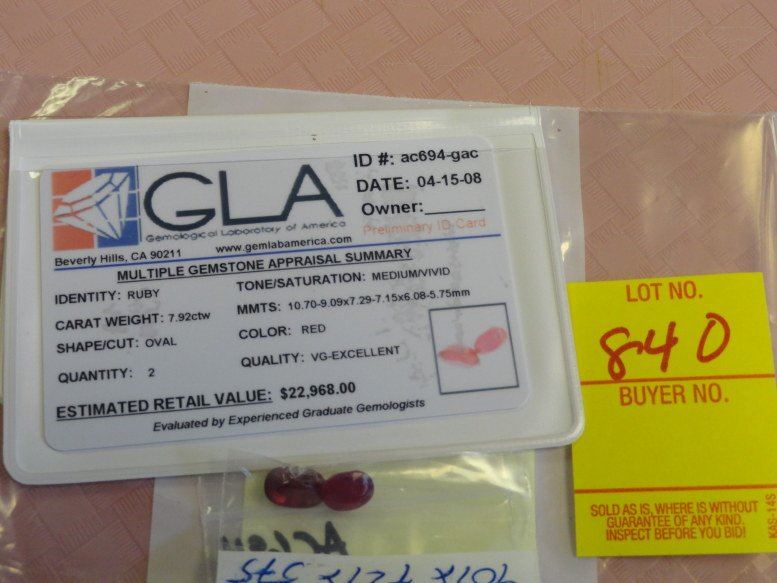 GLA
Gemological Laboratory of America
Beverly Hills, CA 90211
www.gemlabamerica.com
ID #: ac694-gac
DATE: 04-15-08
Owner:______
Preliminary ID Card
MULTIPLE GEMSTONE APPRAISAL SUMMARY
IDENTITY: RUBY
TONE/SATURATION: MEDIUM/VIVID
CARAT WEIGHT: 7.92ctw
MMTS: 10.70-9.09x7.29-7.15x6.08-5.75mm
SHAPE/CUT: OVAL
COLOR: RED
QUANTITY: 2
QUALITY: VG-EXCELLENT
ESTIMATED RETAIL VALUE: $22,968.00
Evaluated by Experienced Graduate Gemologists
LOT NO.
840
BUYER NO.
SOLD AS IS, WHERE IS WITHOUT
GUARANTEE OF ANY KIND.
INSPECT BEFORE YOU BID!